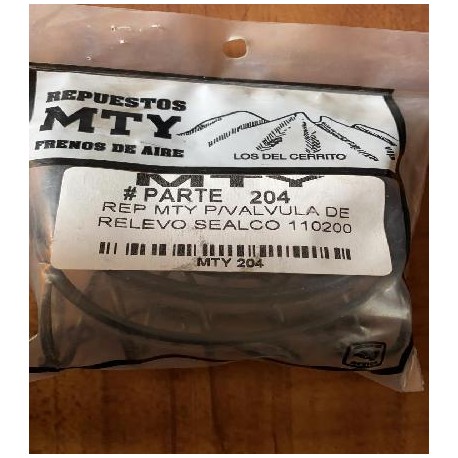 REPUESTOS
MTY
FRENOS DE AIRE
LOS DEL CERRITO
MTY
# PARTE 204
REP MTY P/VALVULA DE
RELEVO SEALCO 110200
MTY 204